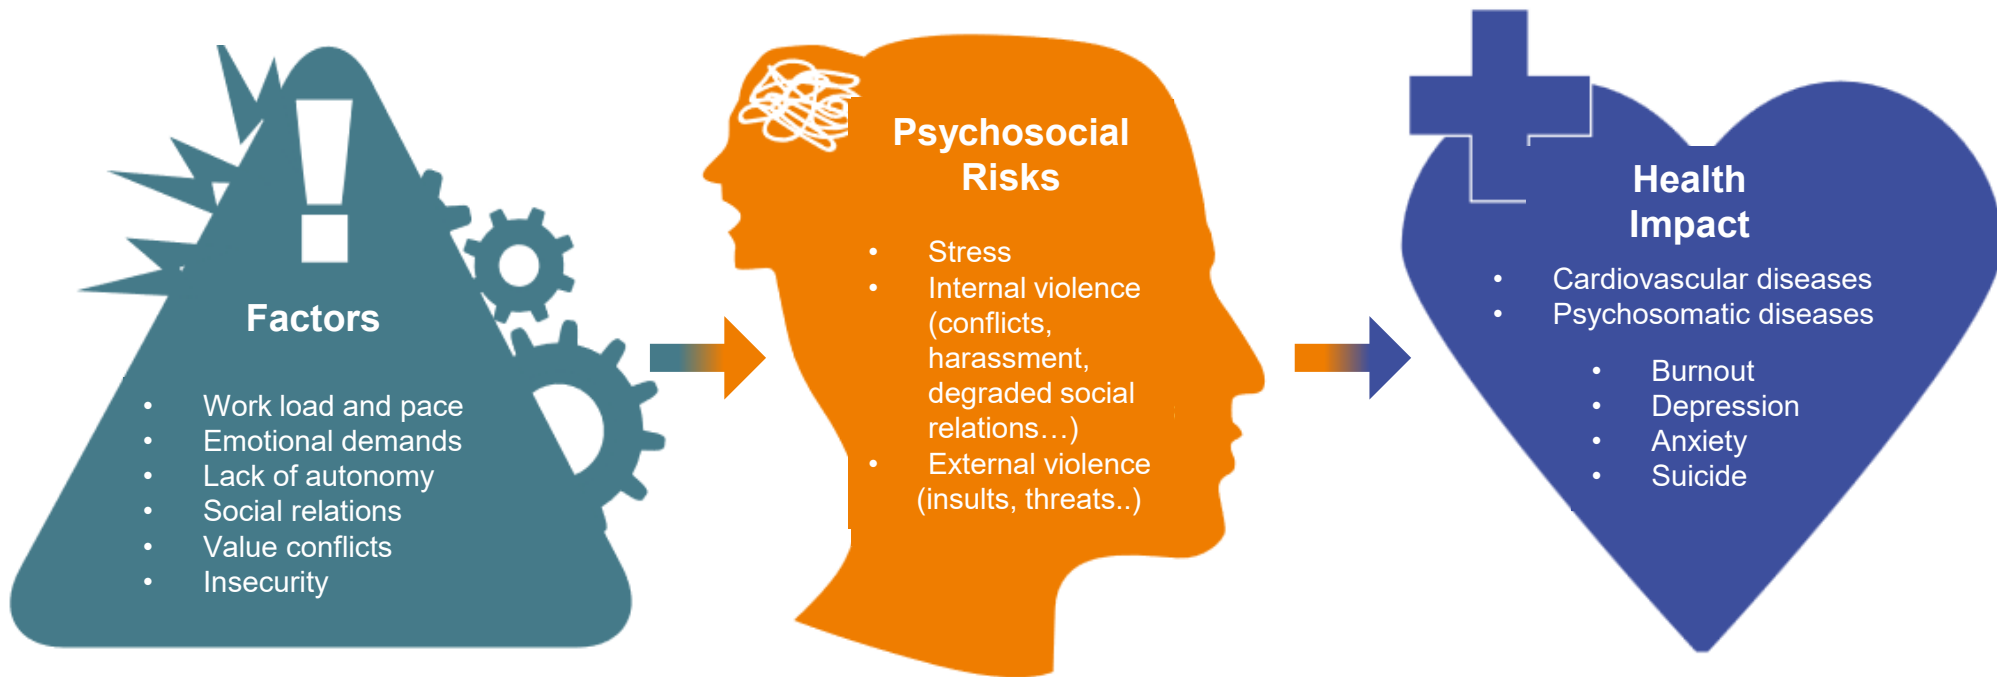 Factors
• Work load and pace
• Emotional demands
• Lack of autonomy
• Social relations
• Value conflicts
• Insecurity
Psychosocial
Risks
• Stress
• Internal violence
(conflicts,
harassment,
degraded social
relations…)
• External violence
(insults, threats..)
Health
Impact
• Cardiovascular diseases
• Psychosomatic diseases
• Burnout
• Depression
• Anxiety
• Suicide